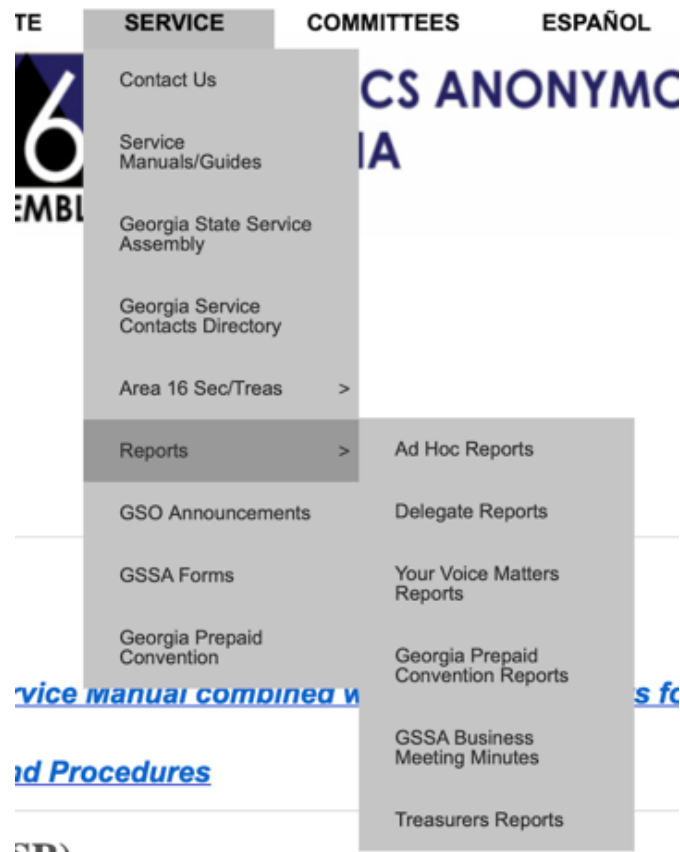 TE SERVICE COMMITTEES ESPAÑOL
Contact Us
CS ANONYMO
Service
Manuals/Guides
IA
6
EMBL
Georgia State Service
Assembly
Georgia Service
Contacts Directory
Area 16 Sec/Treas >
Reports >
Ad Hoc Reports
GSO Announcements
Delegate Reports
GSSA Forms
Your Voice Matters
Reports
Georgia Prepaid
Convention
Georgia Prepaid
Convention Reports
rvice Manual combined w
s fo
GSSA Business
Meeting Minutes
nd Procedures
Treasurers Reports